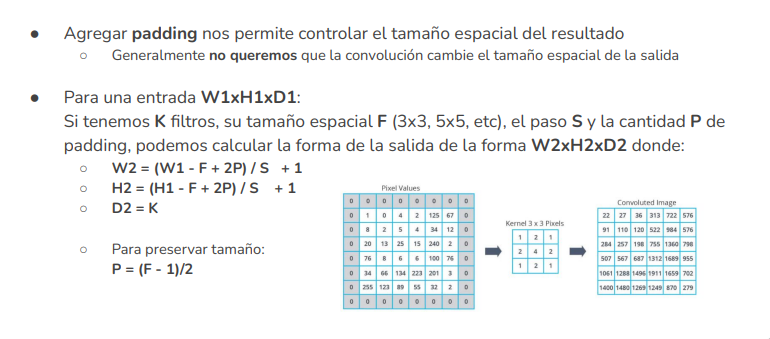 ● Agregar padding nos permite controlar el tamaño espacial del resultado
○ Generalmente no queremos que la convolución cambie el tamaño espacial de la salida
● Para una entrada W1xH1xD1:
Si tenemos K filtros, su tamaño espacial F (3x3, 5x5, etc), el paso S y la cantidad P de
padding, podemos calcular la forma de la salida de la forma W2xH2xD2 donde:
○ W2 = (W1 - F + 2P) / S + 1
○ H2 = (H1 - F + 2P) / S + 1
○ D2 = K
○ Para preservar tamaño:
P = (F - 1)/2
Pixel Values
0 0 0 0 0 0 0 0
0 1 0 4 2 125 67 0
0 8 2 5 4 34 12 0
0 20 13 25 15 240 2 0
0 76 8 6 6 100 76 0
0 34 66 134 223 201 3 0
0 255 123 89 55 32 2 0
0 0 0 0 0 0 0 0
Kernel 3 x 3 Pixels
1 2 1
2 4 2
1 2 1
Convoluted Image
22 27 36 313 722 576
91 110 120 522 984 576
284 257 198 755 1360 798
507 567 687 1312 1689 955
1061 1288 1496 1911 1659 702
1400 1480 1269 1249 870 279